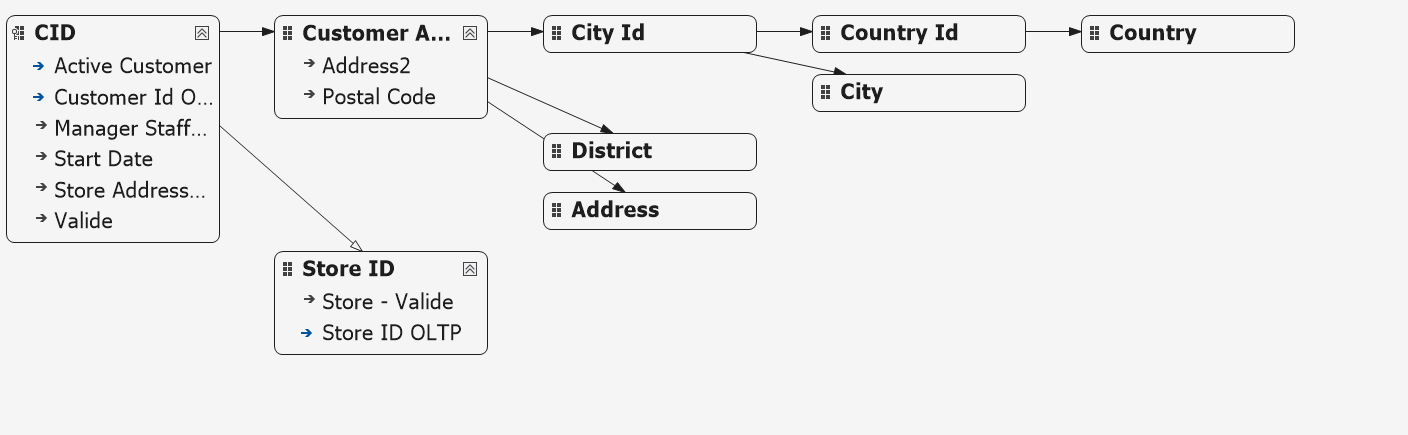 CID
Active Customer
Customer Id O...
Manager Staff...
Start Date
Store Address...
Valide
Customer A...
Address2
Postal Code
Store ID
Store - Valide
Store ID OLTP
City Id
District
Address
Country Id
City
Country